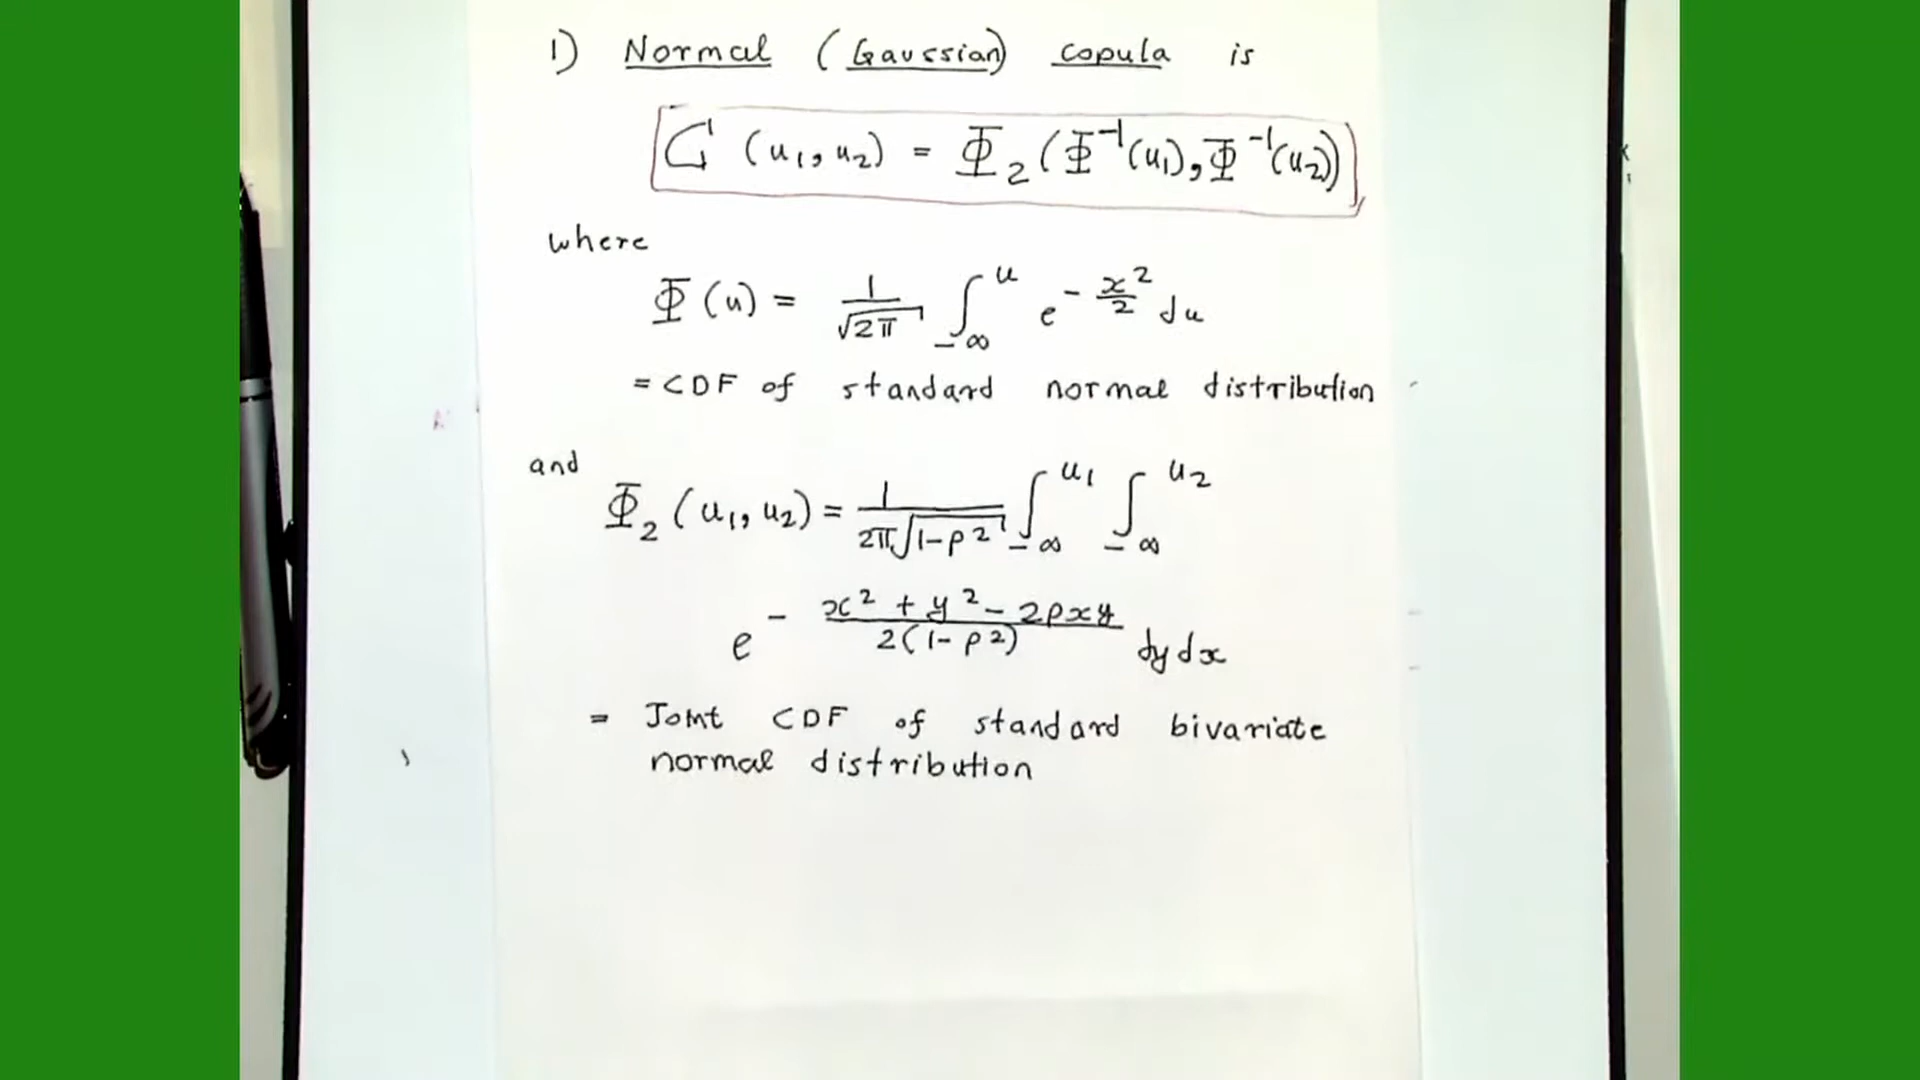 1) Normal (Gaussian) copula is
C (u₁, u₂) = Φ₂ (Φ⁻¹(u₁), Φ⁻¹(u₂))
where
Φ (u) = 1/√2π ∫_{-∞}^{u} e^{-x²/2} du
= CDF of standard normal distribution
and
Φ₂ (u₁, u₂) = 1/(2π√(1-ρ²)) ∫_{-∞}^{u₁} ∫_{-∞}^{u₂}
e^{-(x² + y² - 2ρxy)/(2(1-ρ²))} dy dx
= Joint CDF of standard bivariate
normal distribution